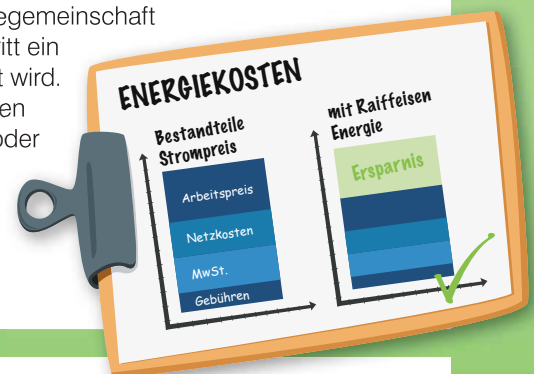 egemeinschaft
itt ein
t wird.
en
oder
ENERGIEKOSTEN
Bestandteile
Strompreis
Arbeitspreis
Netzkosten
MwSt.
Gebühren
mit Raiffeisen
Energie
Ersparnis